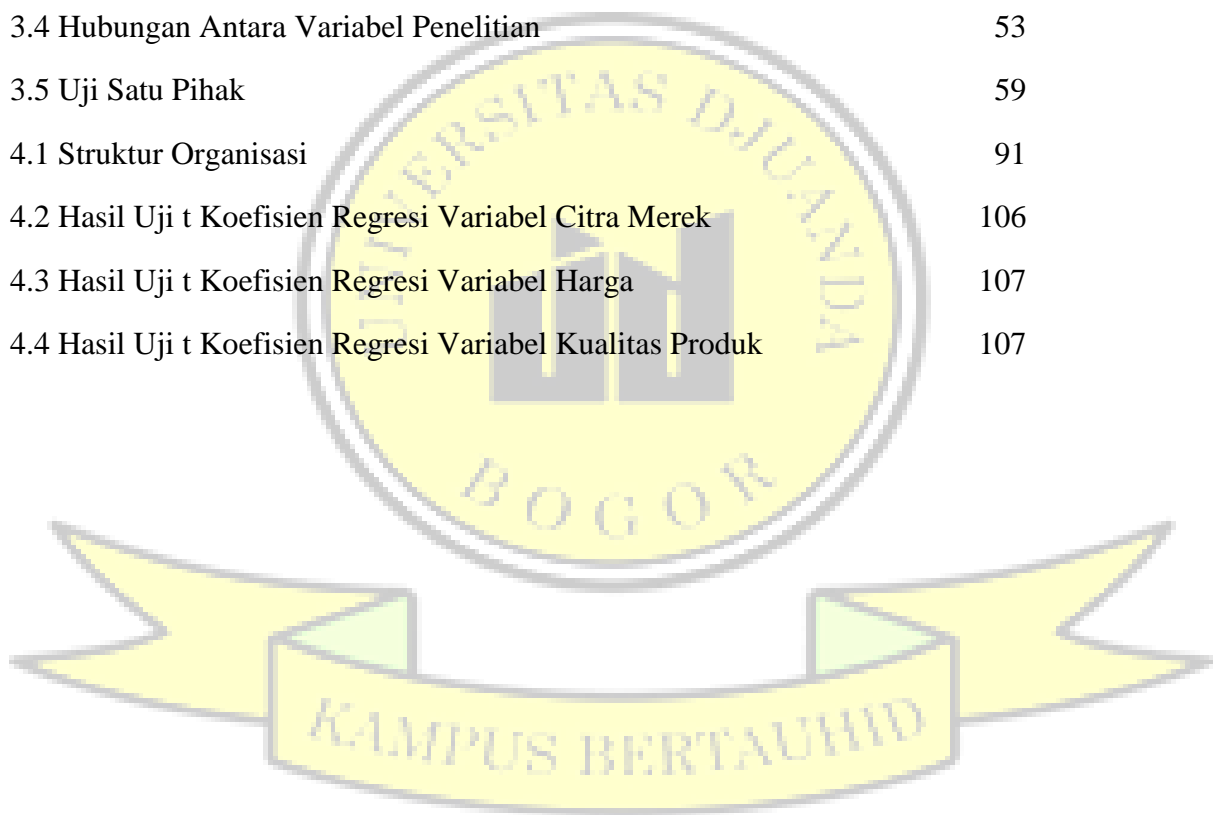 3.4 Hubungan Antara Variabel Penelitian 53
3.5 Uji Satu Pihak 59
4.1 Struktur Organisasi 91
4.2 Hasil Uji t Koefisien Regresi Variabel Citra Merek 106
4.3 Hasil Uji t Koefisien Regresi Variabel Harga 107
4.4 Hasil Uji t Koefisien Regresi Variabel Kualitas Produk 107
UNIVERSITAS DJUANDA
BOGOR
KAMPUS BERTAUHID